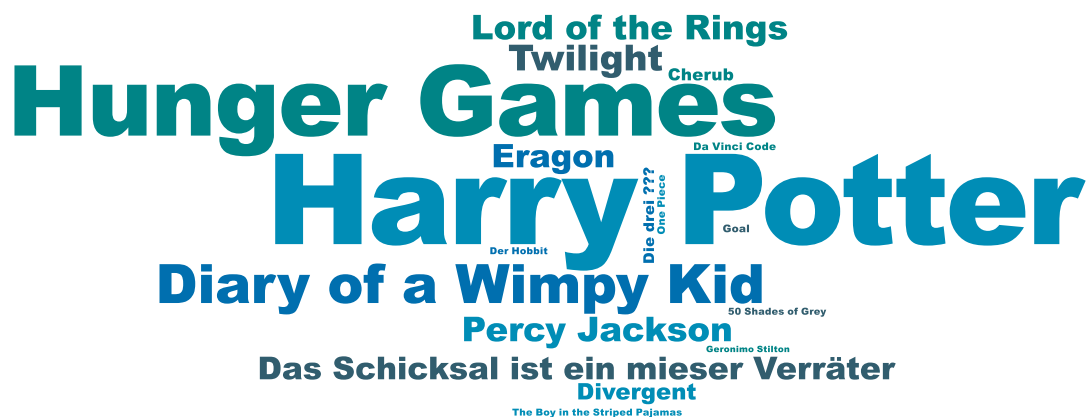 Lord of the Rings
Twilight
Cherub
Hunger Games
Da Vinci Code
Eragon
Harry Potter
Die drei ???
One Piece
Goal
Der Hobbit
Diary of a Wimpy Kid
50 Shades of Grey
Percy Jackson
Geronimo Stilton
Das Schicksal ist ein mieser Verräter
Divergent
The Boy in the Striped Pajamas